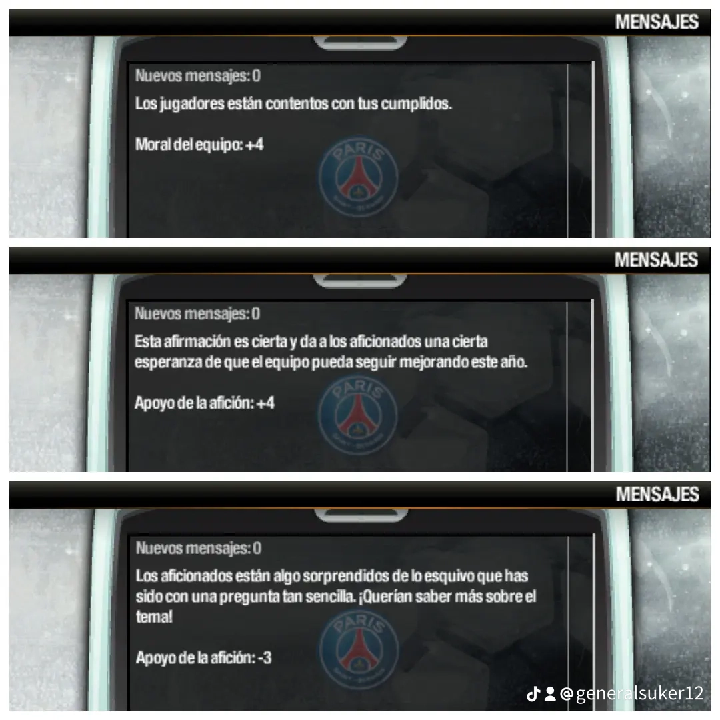 MENSAJES
Nuevos mensajes: 0
Los jugadores están contentos con tus cumplidos.
Moral del equipo: +4
PARIS
MENSAJES
Nuevos mensajes: 0
Esta afirmación es cierta y da a los aficionados una cierta
esperanza de que el equipo pueda seguir mejorando este año.
Apoyo de la afición: +4
PARIS
MENSAJES
Nuevos mensajes: 0
Los aficionados están algo sorprendidos de lo esquivo que has
sido con una pregunta tan sencilla. ¡Querían saber más sobre el
tema!
PARIS
Apoyo de la afición: -3
@generalsuker12